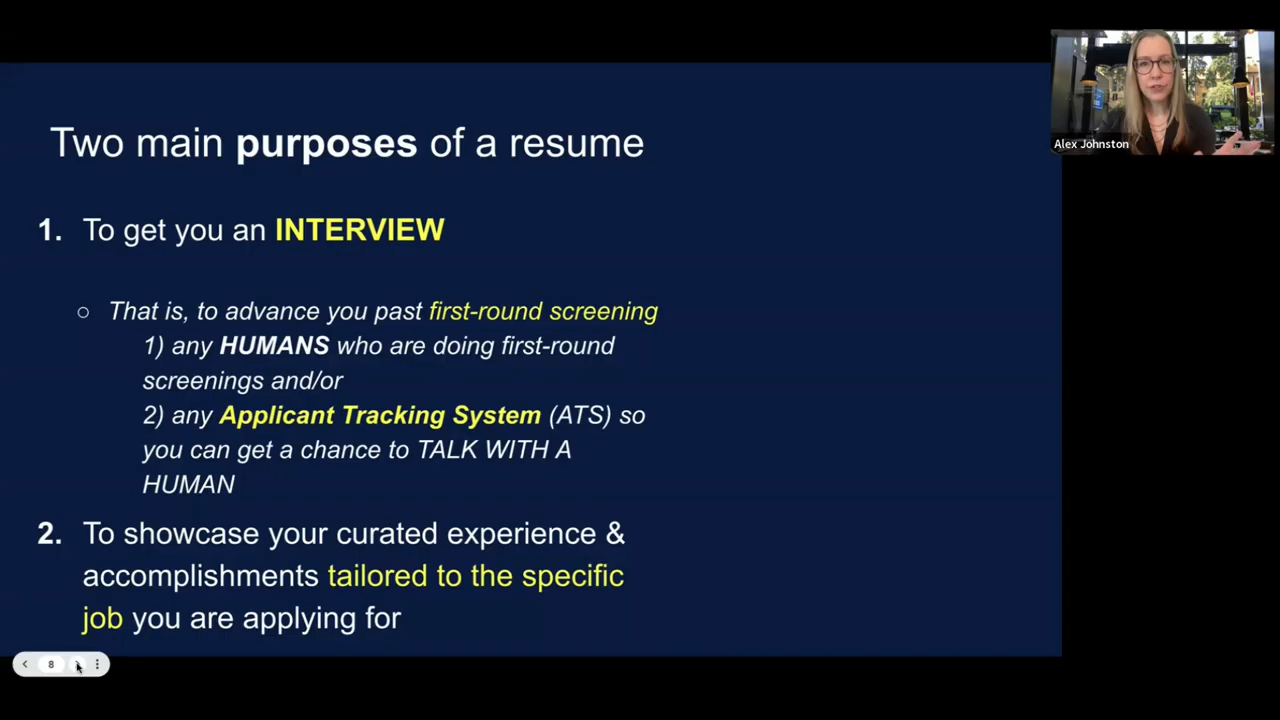 Two main purposes of a resume
Alex Johnston
1. To get you an INTERVIEW
○ That is, to advance you past first-round screening
1) any HUMANS who are doing first-round
screenings and/or
2) any Applicant Tracking System (ATS) so
you can get a chance to TALK WITH A
HUMAN
2. To showcase your curated experience &
accomplishments tailored to the specific
job you are applying for
8